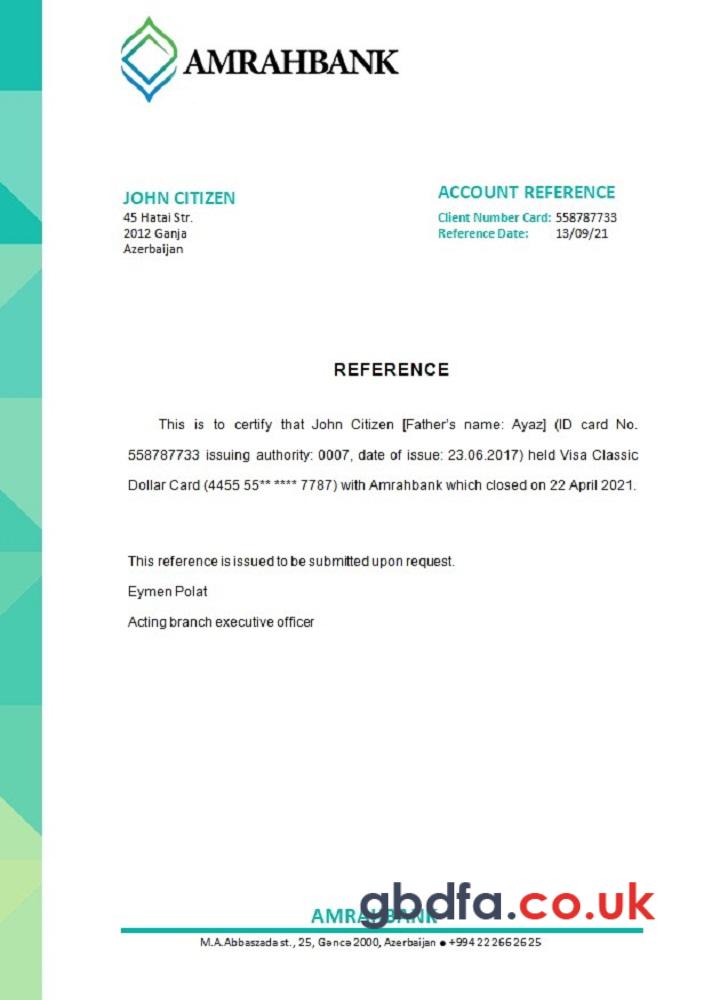 AMRAHBANK
JOHN CITIZEN
45 Hatai Str.
2012 Ganja
Azerbaijan
ACCOUNT REFERENCE
Client Number Card: 558787733
Reference Date: 13/09/21
REFERENCE
This is to certify that John Citizen [Father's name: Ayaz] (ID card No.
558787733 issuing authority: 0007, date of issue: 23.06.2017) held Visa Classic
Dollar Card (4455 55** **** 7787) with Amrahbank which closed on 22 April 2021.
This reference is issued to be submitted upon request.
Eymen Polat
Acting branch executive officer
AMRAHBANK
gbdfa.co.uk
M.A.Abbaszada st., 25, Gəncə 2000, Azerbaijan ● +994 22 266 26 25